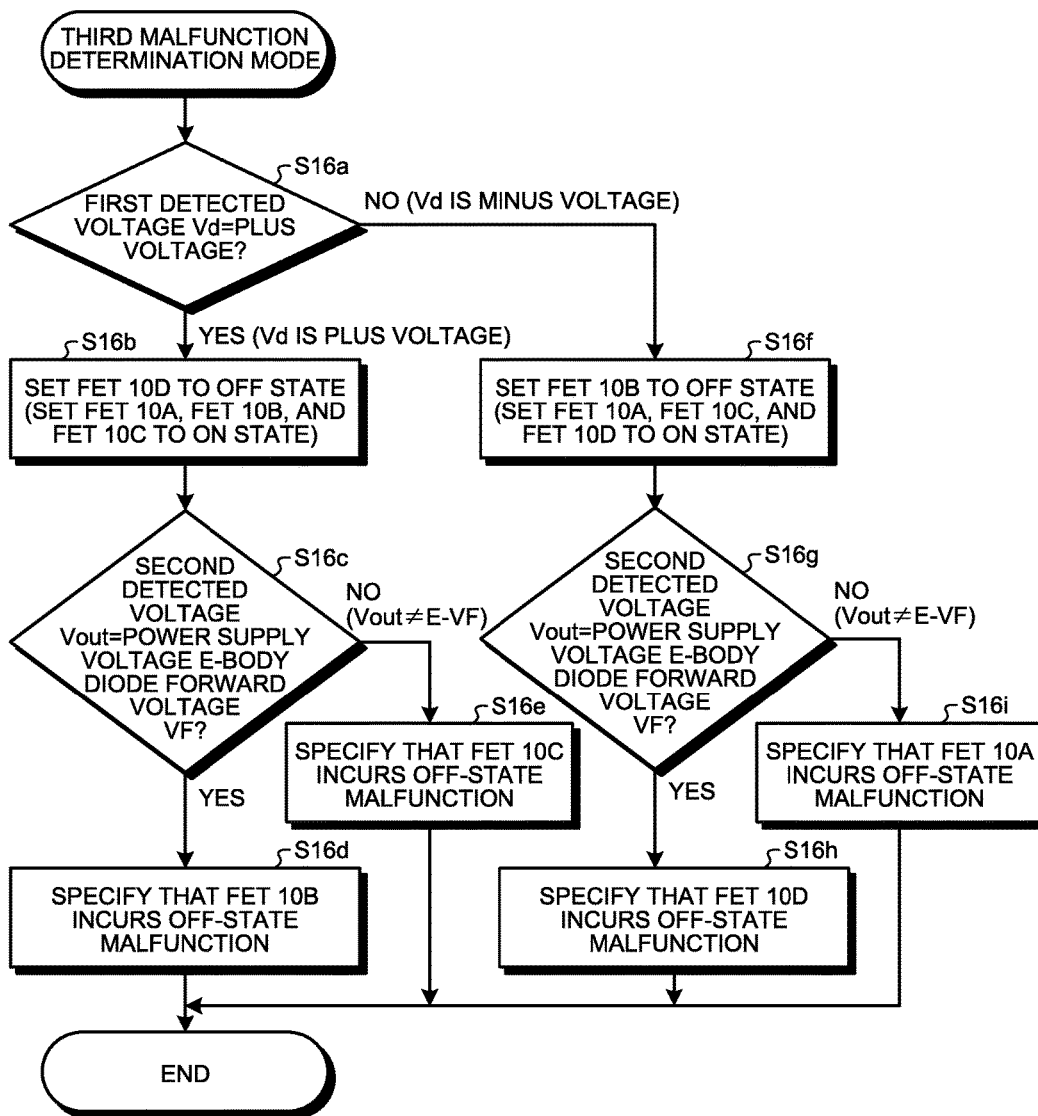 THIRD MALFUNCTION
DETERMINATION MODE
S16a
FIRST DETECTED
VOLTAGE Vd=PLUS
VOLTAGE?
NO (Vd IS MINUS VOLTAGE)
YES (Vd IS PLUS VOLTAGE)
S16b
SET FET 10D TO OFF STATE
(SET FET 10A, FET 10B, AND
FET 10C TO ON STATE)
S16f
SET FET 10B TO OFF STATE
(SET FET 10A, FET 10C, AND
FET 10D TO ON STATE)
S16c
SECOND
DETECTED
VOLTAGE
Vout=POWER SUPPLY
VOLTAGE E-BODY
DIODE FORWARD
VOLTAGE
VF?
NO
(Vout≠E-VF)
S16g
SECOND
DETECTED
VOLTAGE
Vout=POWER SUPPLY
VOLTAGE E-BODY
DIODE FORWARD
VOLTAGE
VF?
NO
(Vout≠E-VF)
S16e
SPECIFY THAT FET 10C
INCURS OFF-STATE
MALFUNCTION
S16i
SPECIFY THAT FET 10A
INCURS OFF-STATE
MALFUNCTION
YES
YES
S16d
SPECIFY THAT FET 10B
INCURS OFF-STATE
MALFUNCTION
S16h
SPECIFY THAT FET 10D
INCURS OFF-STATE
MALFUNCTION
END